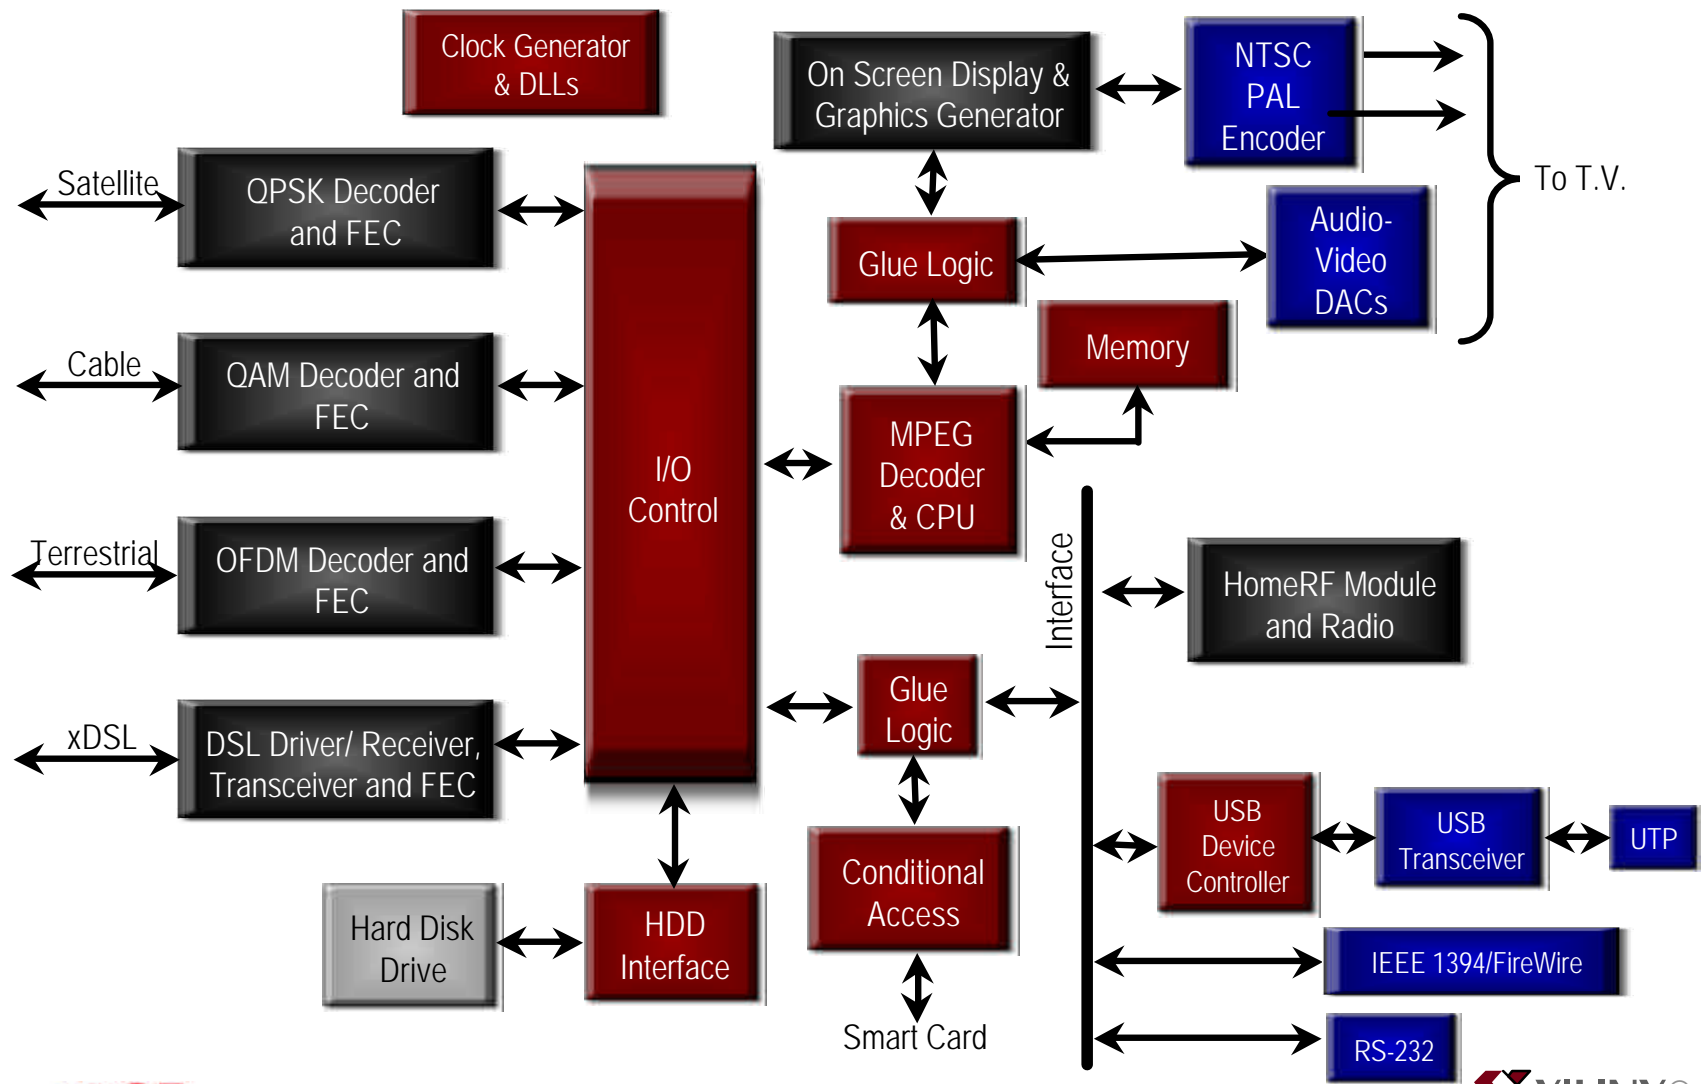 Clock Generator
& DLLs
On Screen Display &
Graphics Generator
NTSC
PAL
Encoder
To T.V.
Satellite
QPSK Decoder
and FEC
Glue Logic
Audio-
Video
DACs
Cable
QAM Decoder and
FEC
I/O
Control
Memory
MPEG
Decoder
& CPU
Terrestrial
OFDM Decoder and
FEC
Interface
HomeRF Module
and Radio
xDSL
DSL Driver/ Receiver,
Transceiver and FEC
Glue
Logic
USB
Device
Controller
USB
Transceiver
UTP
Hard Disk
Drive
HDD
Interface
Conditional
Access
IEEE 1394/FireWire
Smart Card
RS-232